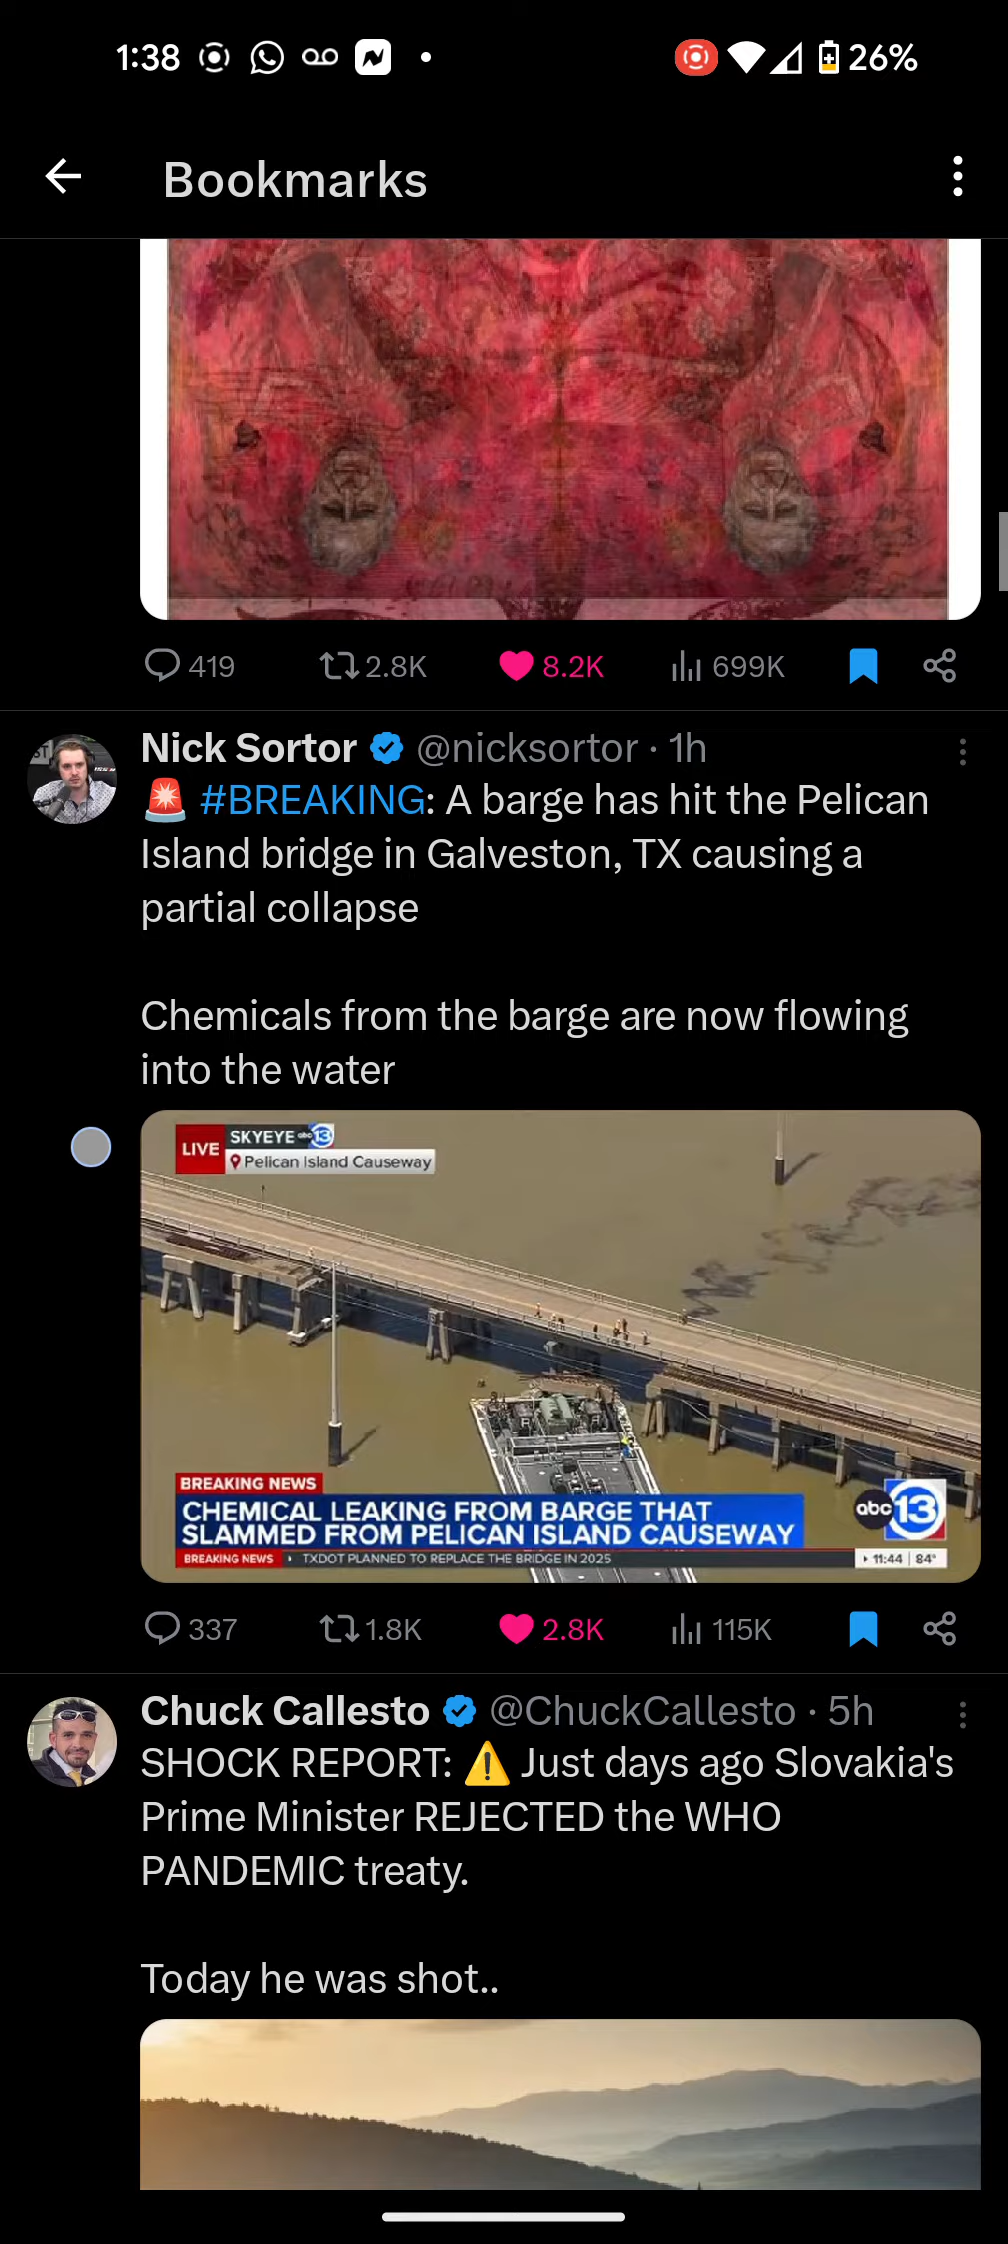 1:38
26%
Bookmarks
419 2.8K 8.2K 699K
Nick Sortor @nicksortor · 1h
🚨 #BREAKING: A barge has hit the Pelican
Island bridge in Galveston, TX causing a
partial collapse
Chemicals from the barge are now flowing
into the water
LIVE SKYEYE abc 13
Pelican Island Causeway
BREAKING NEWS
CHEMICAL LEAKING FROM BARGE THAT
SLAMMED FROM PELICAN ISLAND CAUSEWAY
abc 13
BREAKING NEWS TXDOT PLANNED TO REPLACE THE BRIDGE IN 2025 11:44 84°
337 1.8K 2.8K 115K
Chuck Callesto @ChuckCallesto · 5h
SHOCK REPORT: ⚠️ Just days ago Slovakia's
Prime Minister REJECTED the WHO
PANDEMIC treaty.
Today he was shot..